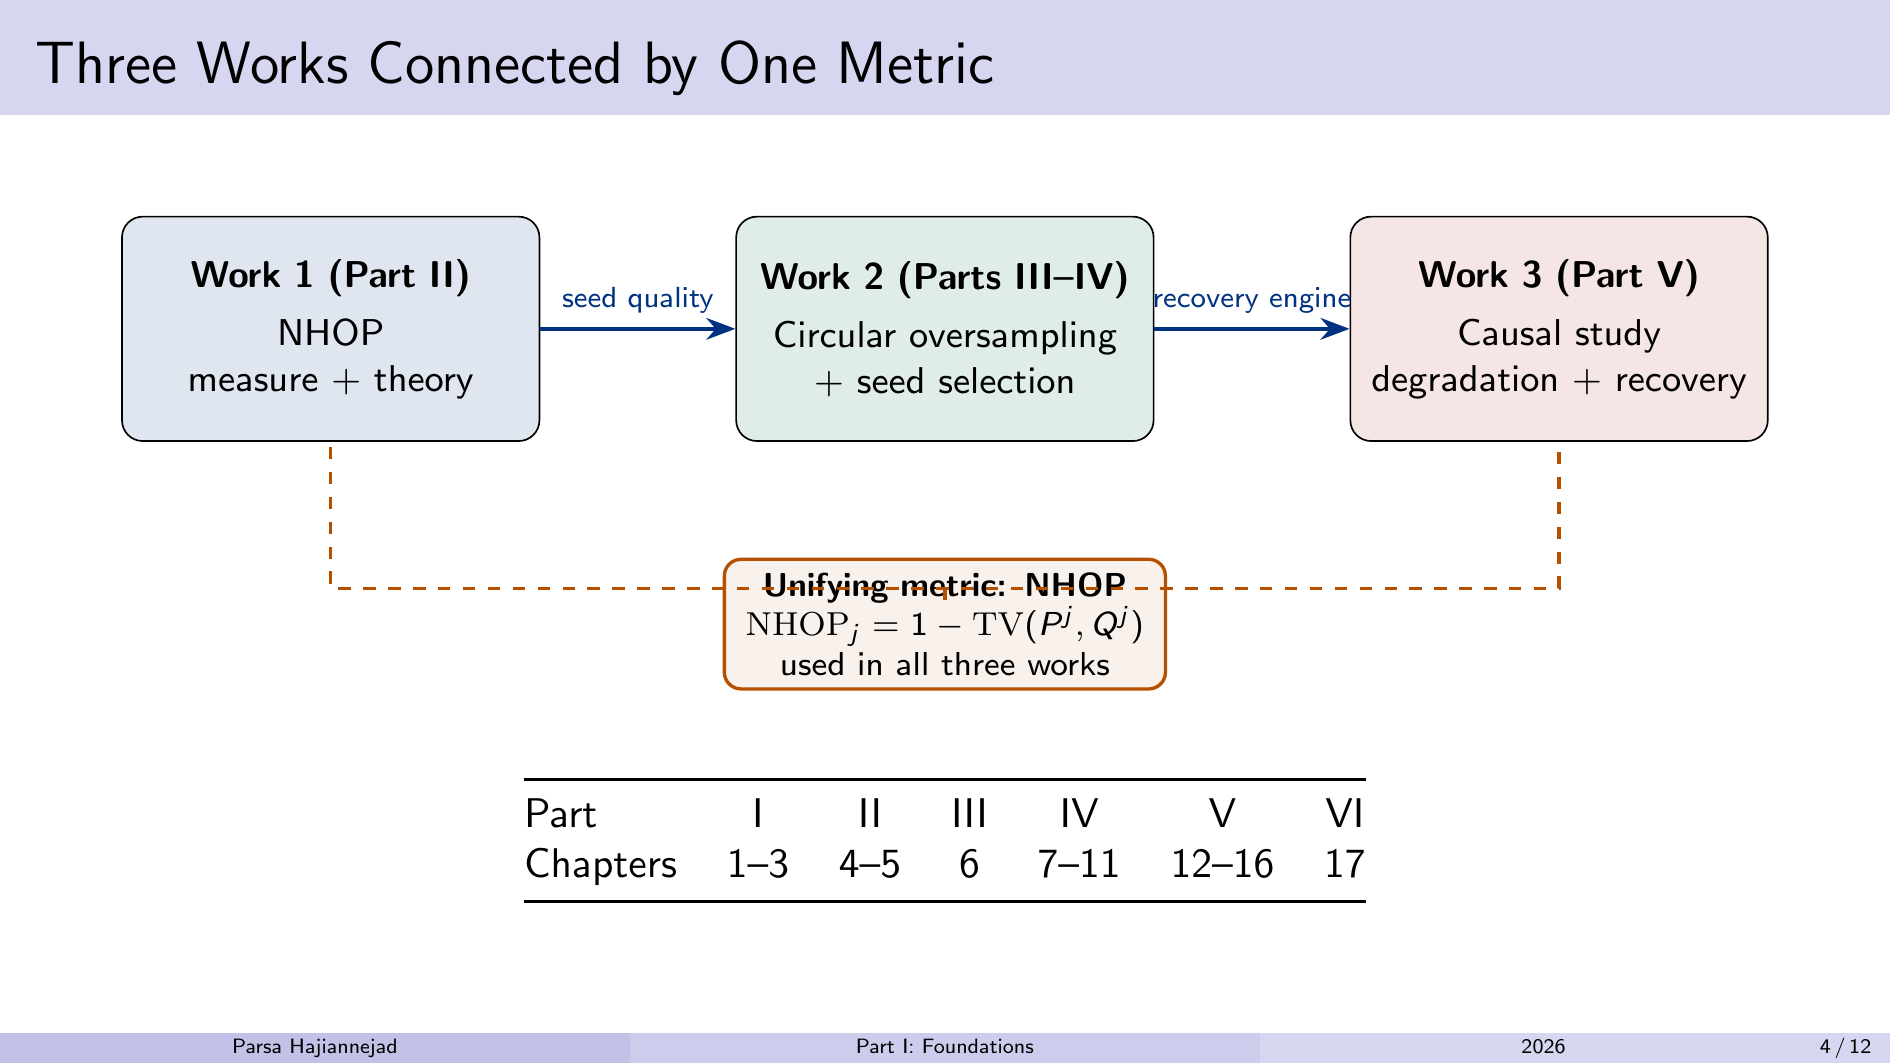 Three Works Connected by One Metric
Work 1 (Part II)
NHOP
measure + theory
seed quality
Work 2 (Parts III–IV)
Circular oversampling
+ seed selection
recovery engine
Work 3 (Part V)
Causal study
degradation + recovery
Unifying metric: NHOP
NHOP_j = 1 − TV(P^j, Q^j)
used in all three works
Part I II III IV V VI
Chapters 1–3 4–5 6 7–11 12–16 17
Parsa Hajiannejad Part I: Foundations 2026 4 / 12